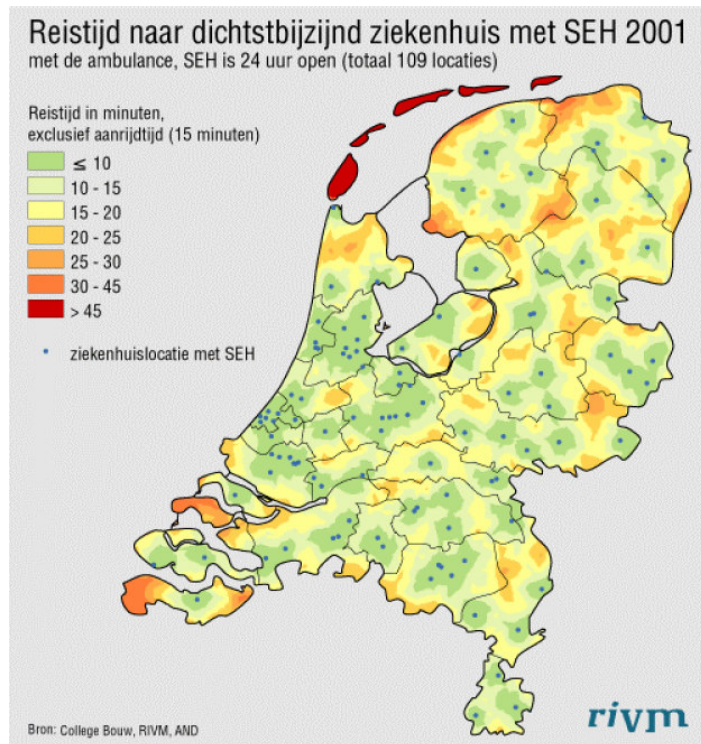 Reistijd naar dichtstbijzijnd ziekenhuis met SEH 2001
met de ambulance, SEH is 24 uur open (totaal 109 locaties)
Reistijd in minuten,
exclusief aanrijdtijd (15 minuten)
≤ 10
10 - 15
15 - 20
20 - 25
25 - 30
30 - 45
> 45
ziekenhuislocatie met SEH
Bron: College Bouw, RIVM, AND
rivm